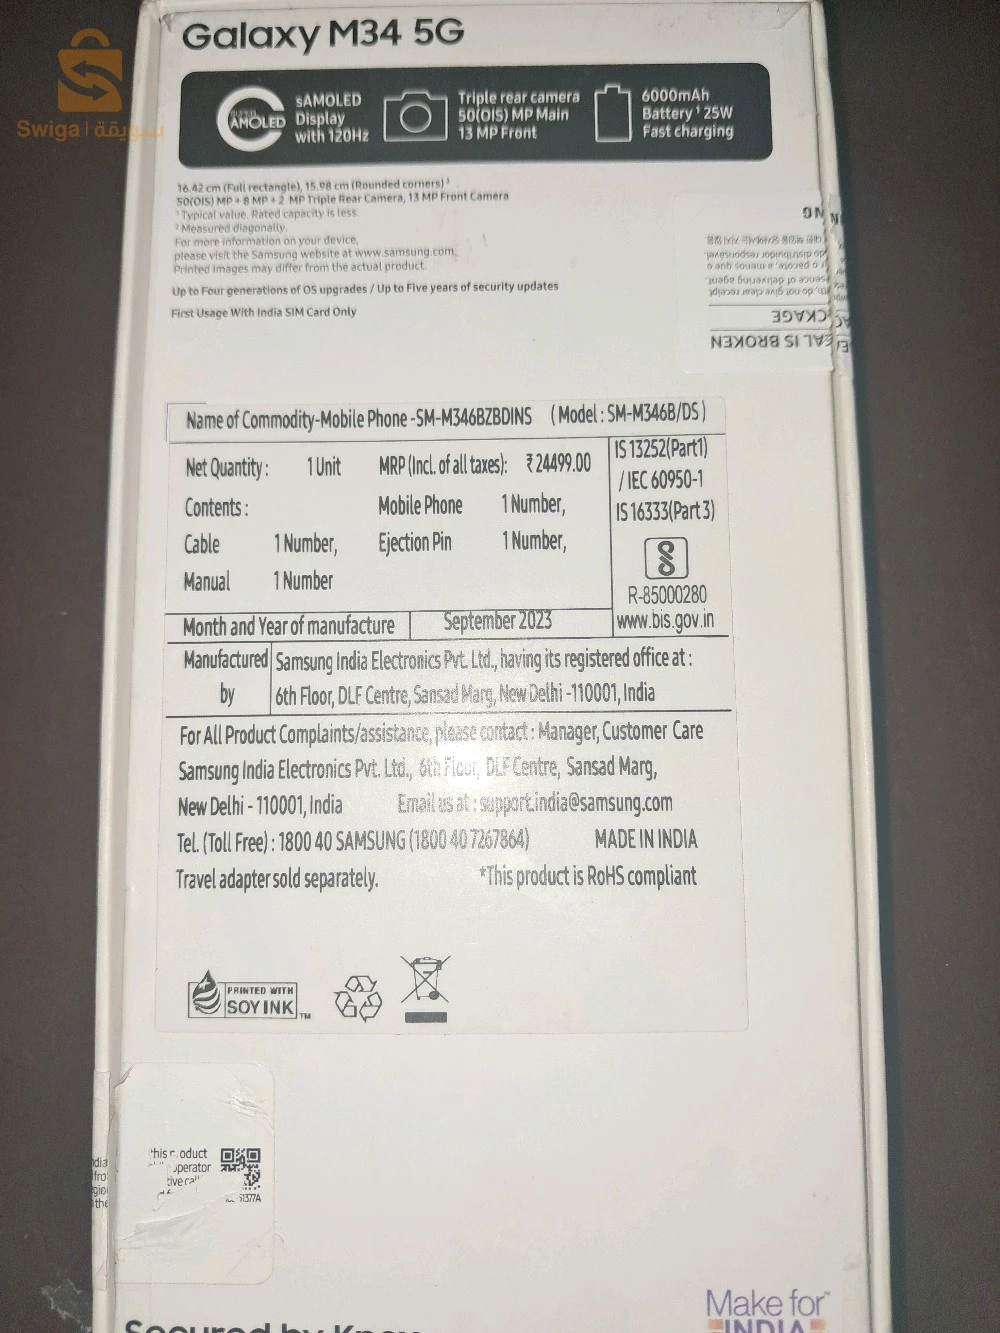 Galaxy M34 5G
Swiga | سويقة
SUPER
AMOLED
sAMOLED
Display
with 120Hz
Triple rear camera
50(OIS) MP Main
13 MP Front
6000mAh
Battery ¹ 25W
Fast charging
16.42 cm (Full rectangle), 15.98 cm (Rounded corners) ²
50(OIS) MP + 8 MP + 2 MP Triple Rear Camera, 13 MP Front Camera
¹ Typical value. Rated capacity is less.
² Measured diagonally.
For more information on your device,
please visit the Samsung website at www.samsung.com.
Printed images may differ from the actual product.
Up to Four generations of OS upgrades / Up to Five years of security updates
First Usage With India SIM Card Only
EAL IS BROKEN
CKAGE
Name of Commodity-Mobile Phone -SM-M346BZBDINS (Model : SM-M346B/DS)
Net Quantity : 1 Unit MRP (Incl. of all taxes): ₹ 24499.00
Contents : Mobile Phone 1 Number,
Cable 1 Number, Ejection Pin 1 Number,
Manual 1 Number
IS 13252(Part1)
/ IEC 60950-1
IS 16333(Part 3)
R-85000280
www.bis.gov.in
Month and Year of manufacture September 2023
Manufactured by Samsung India Electronics Pvt. Ltd., having its registered office at :
6th Floor, DLF Centre, Sansad Marg, New Delhi -110001, India
For All Product Complaints/assistance, please contact : Manager, Customer Care
Samsung India Electronics Pvt. Ltd., 6th Floor, DLF Centre, Sansad Marg,
New Delhi - 110001, India Email us at : support.india@samsung.com
Tel. (Toll Free) : 1800 40 SAMSUNG (1800 40 7267864) MADE IN INDIA
Travel adapter sold separately. *This product is RoHS compliant
PRINTED WITH
SOY INK ™
this product
operator
1377A
Make for™
INDIA
Secured by Knox